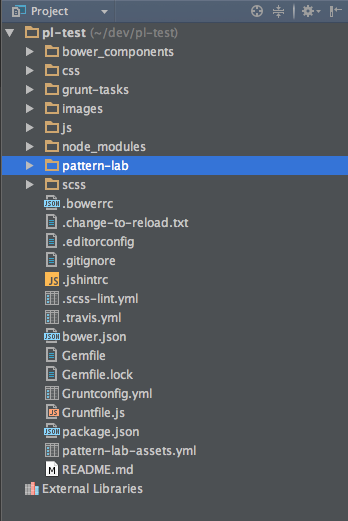 Project
pl-test (~/dev/pl-test)
bower_components
css
grunt-tasks
images
js
node_modules
pattern-lab
scss
.bowerrc
.change-to-reload.txt
.editorconfig
.gitignore
.jshintrc
.scss-lint.yml
.travis.yml
bower.json
Gemfile
Gemfile.lock
Gruntconfig.yml
Gruntfile.js
package.json
pattern-lab-assets.yml
README.md
External Libraries